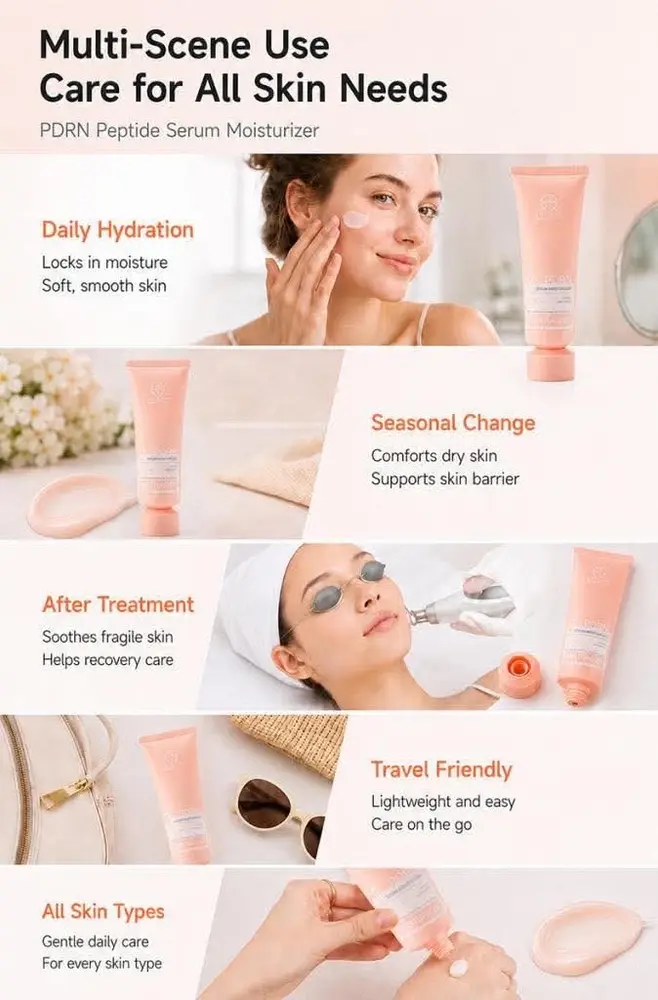 Multi-Scene Use
Care for All Skin Needs
PDRN Peptide Serum Moisturizer
Daily Hydration
Locks in moisture
Soft, smooth skin
Seasonal Change
Comforts dry skin
Supports skin barrier
After Treatment
Soothes fragile skin
Helps recovery care
Travel Friendly
Lightweight and easy
Care on the go
All Skin Types
Gentle daily care
For every skin type